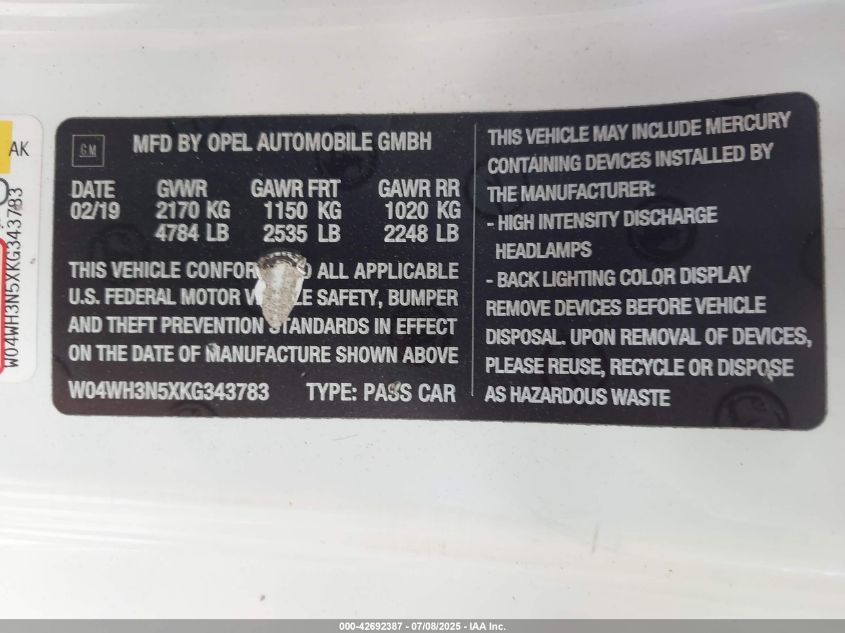 AK
W04WH3N5XKG343783
GM
MFD BY OPEL AUTOMOBILE GMBH
DATE GVWR GAWR FRT GAWR RR
02/19 2170 KG 1150 KG 1020 KG
4784 LB 2535 LB 2248 LB
THIS VEHICLE CONFOR O ALL APPLICABLE
U.S. FEDERAL MOTOR V LE SAFETY, BUMPER
AND THEFT PREVENTION STANDARDS IN EFFECT
ON THE DATE OF MANUFACTURE SHOWN ABOVE
W04WH3N5XKG343783 TYPE: PASS CAR
THIS VEHICLE MAY INCLUDE MERCURY
CONTAINING DEVICES INSTALLED BY
THE MANUFACTURER:
- HIGH INTENSITY DISCHARGE
HEADLAMPS
- BACK LIGHTING COLOR DISPLAY
REMOVE DEVICES BEFORE VEHICLE
DISPOSAL. UPON REMOVAL OF DEVICES,
PLEASE REUSE, RECYCLE OR DISPOSE
AS HAZARDOUS WASTE
000-42692387 - 07/08/2025 - IAA Inc.